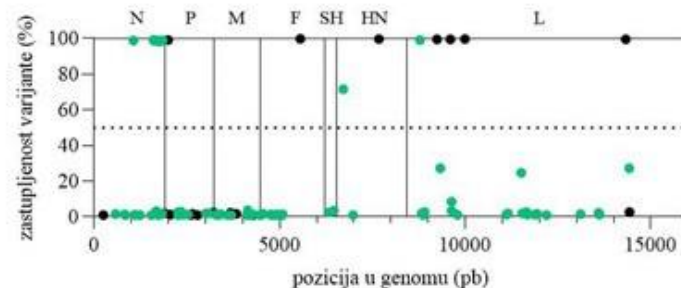 N P M F SH HN L
zastupljenost varijante (%)
100
80
60
40
20
0
0 5000 10000 15000
pozicija u genomu (pb)